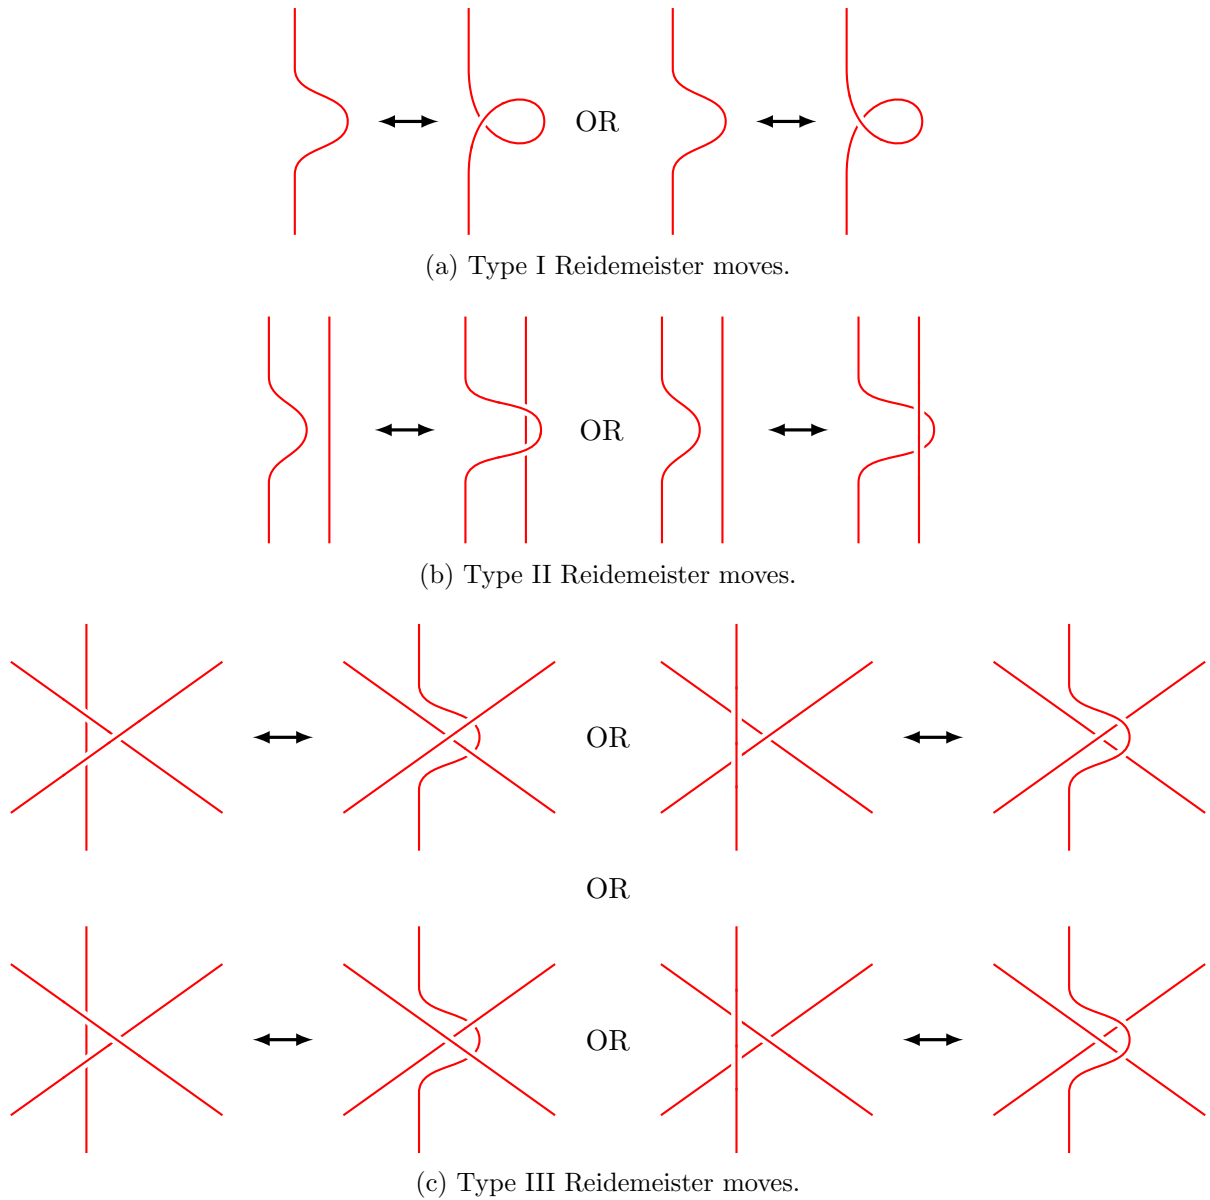 OR
(a) Type I Reidemeister moves.
OR
(b) Type II Reidemeister moves.
OR
OR
OR
(c) Type III Reidemeister moves.